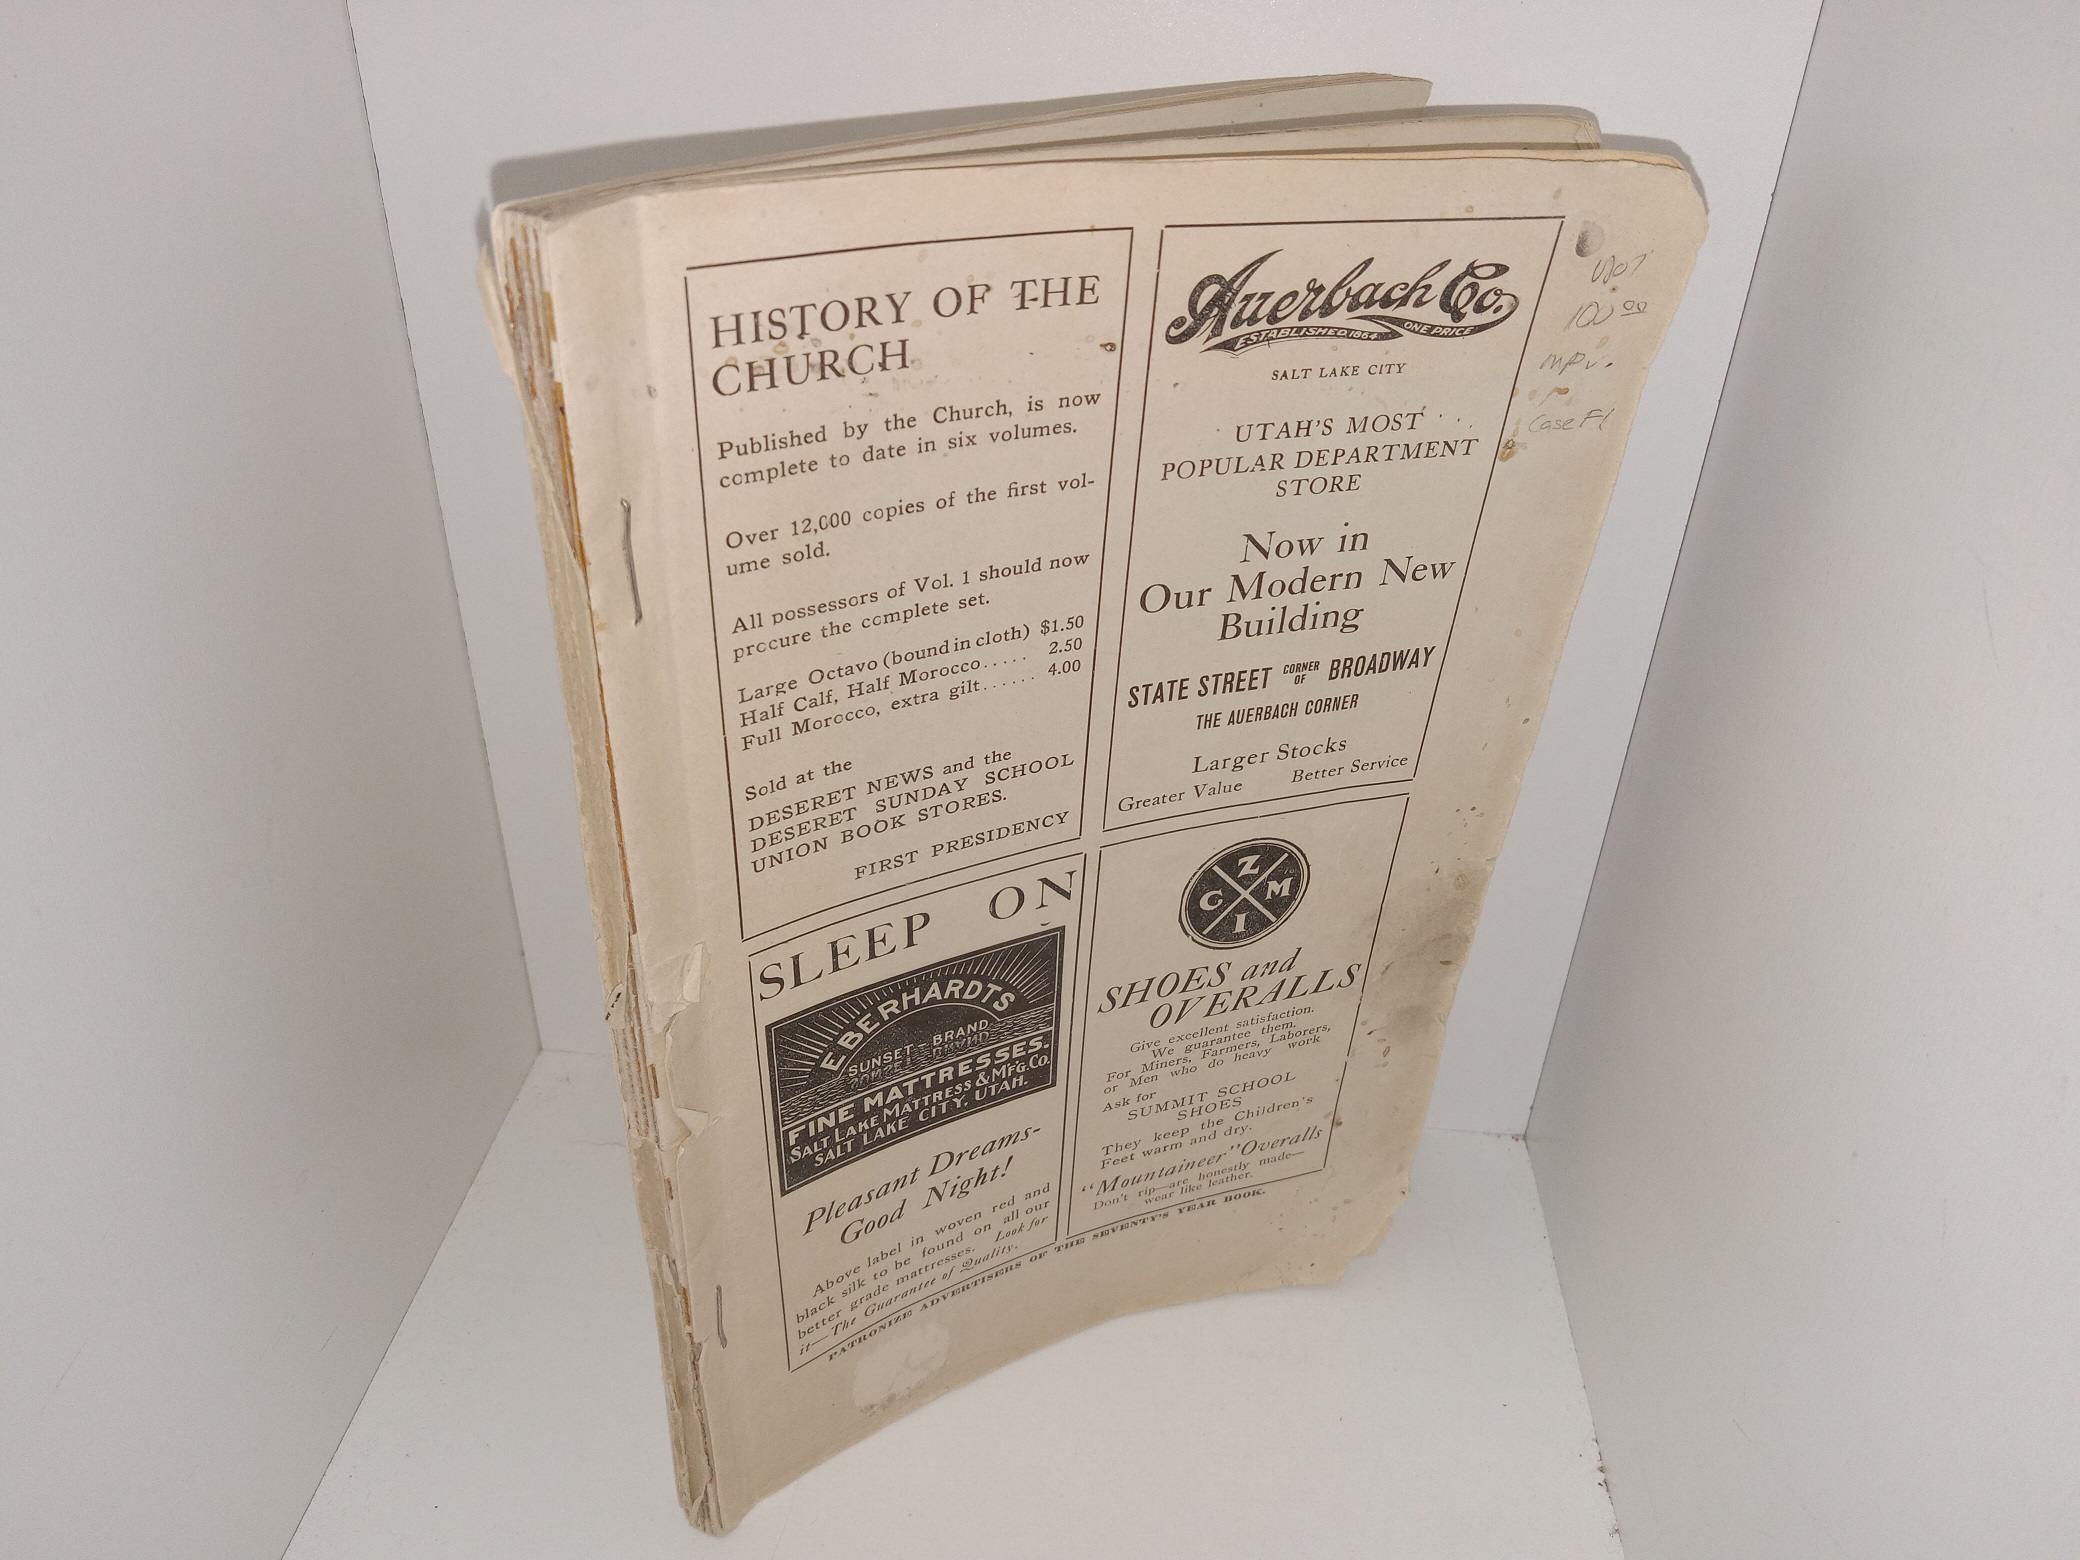 HISTORY OF THE
CHURCH
Published by the Church, is now
complete to date in six volumes.
Over 12,000 copies of the first vol-
ume sold.
All possessors of Vol. 1 should now
procure the complete set.
Large Octavo (bound in cloth) $1.50
Half Calf, Half Morocco..... 2.50
Full Morocco, extra gilt...... 4.00
Sold at the
DESERET NEWS and the
DESERET SUNDAY SCHOOL
UNION BOOK STORES.
FIRST PRESIDENCY
Auerbach Co.
ESTABLISHED 1864 ONE PRICE
SALT LAKE CITY
UTAH'S MOST
POPULAR DEPARTMENT
STORE
Now in
Our Modern New
Building
STATE STREET CORNER OF BROADWAY
THE AUERBACH CORNER
Larger Stocks
Better Service
Greater Value
100 00
Case F1
SLEEP ON
EBERHARDTS
SUNSET-BRAND
FINE MATTRESSES.
SALT LAKE MATTRESS & MFG. CO.
SALT LAKE CITY, UTAH.
Pleasant Dreams-
Good Night!
Above label in woven red and
black silk to be found on all our
better grade mattresses. Look for
it—The Guarantee of Quality.
Z
C M
I
SHOES and
OVERALLS
Give excellent satisfaction.
We guarantee them.
For Miners, Farmers, Laborers,
or Men who do heavy work
Ask for
SUMMIT SCHOOL
SHOES
They keep the Children's
Feet warm and dry.
"Mountaineer" Overalls
Don't rip—are honestly made—
wear like leather.
PATRONIZE ADVERTISERS OF THE SEVENTY'S YEAR BOOK.